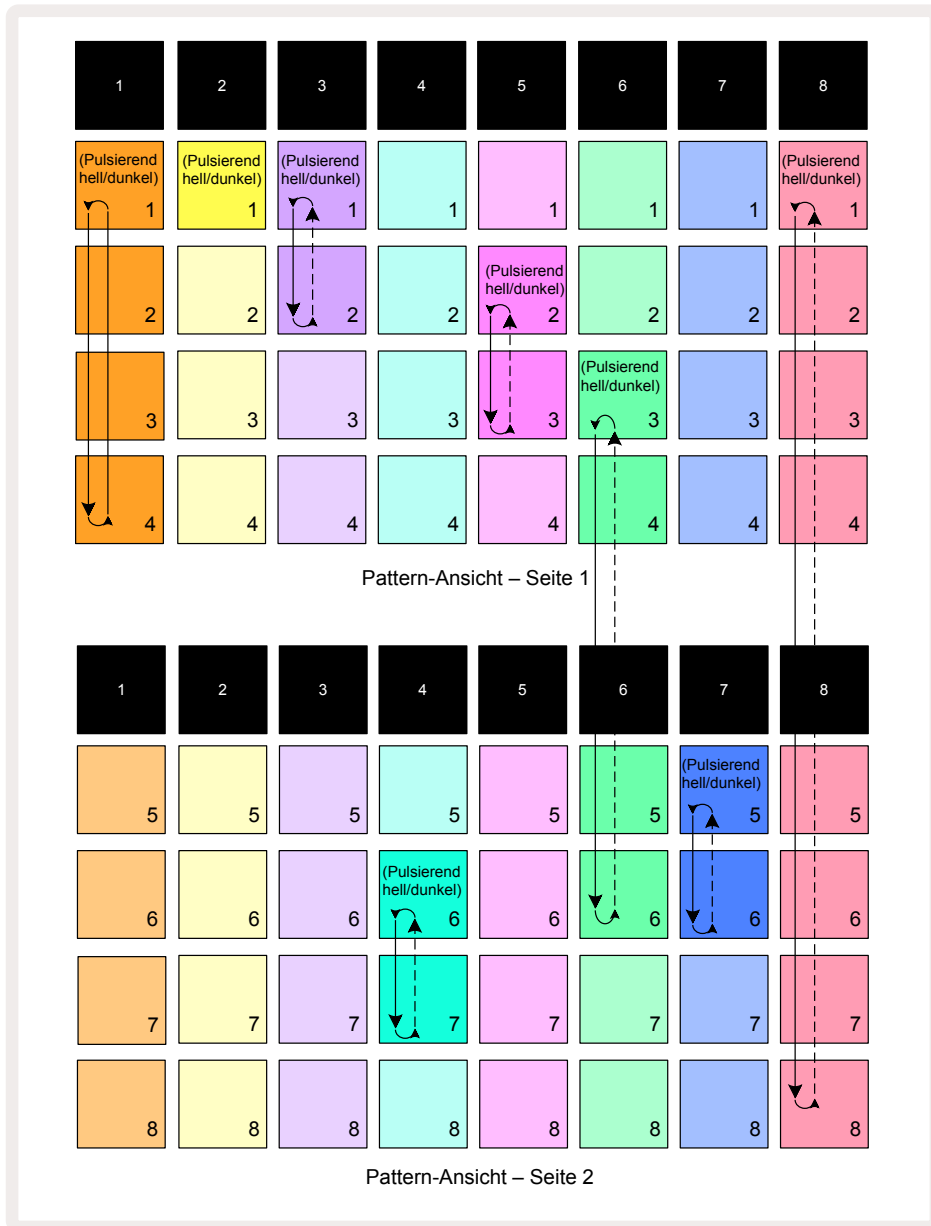 1 2 3 4 5 6 7 8
(Pulsierend (Pulsierend (Pulsierend (Pulsierend
hell/dunkel) hell/dunkel) hell/dunkel) hell/dunkel)
1 1 1 1 1 1 1 1
(Pulsierend
hell/dunkel)
2 2 2 2 2 2 2 2
(Pulsierend
hell/dunkel)
3 3 3 3 3 3 3 3
4 4 4 4 4 4 4 4
Pattern-Ansicht – Seite 1
1 2 3 4 5 6 7 8
(Pulsierend
hell/dunkel)
5 5 5 5 5 5 5 5
(Pulsierend
hell/dunkel)
6 6 6 6 6 6 6 6
7 7 7 7 7 7 7 7
8 8 8 8 8 8 8 8
Pattern-Ansicht – Seite 2